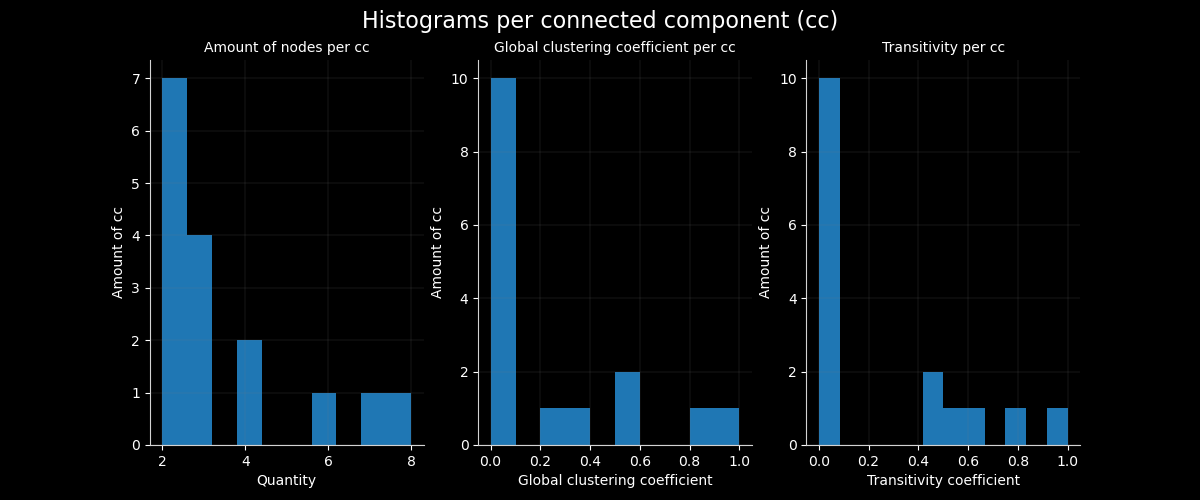 Histograms per connected component (cc)
Amount of nodes per cc
Global clustering coefficient per cc
Transitivity per cc
Amount of cc
7
6
5
4
3
2
1
0
2 4 6 8
Quantity
Amount of cc
10
8
6
4
2
0
0.0 0.2 0.4 0.6 0.8 1.0
Global clustering coefficient
Amount of cc
10
8
6
4
2
0
0.0 0.2 0.4 0.6 0.8 1.0
Transitivity coefficient